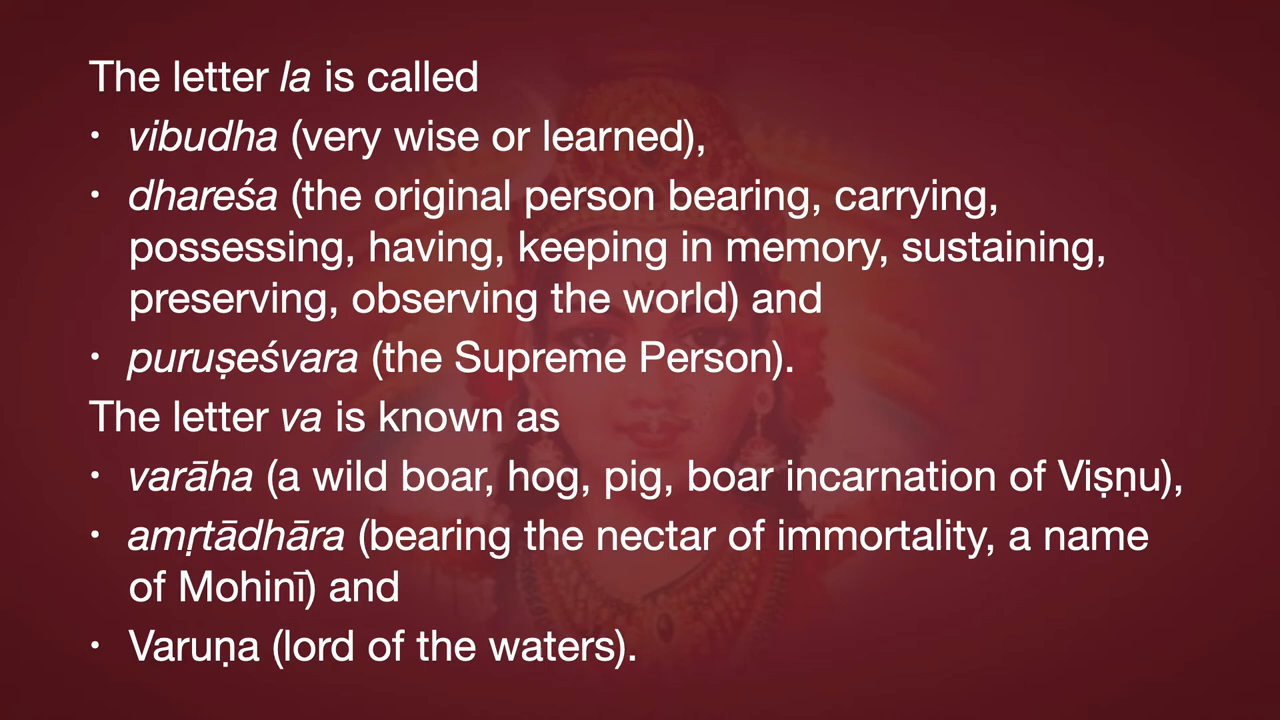 The letter la is called
• vibudha (very wise or learned),
• dhareśa (the original person bearing, carrying,
possessing, having, keeping in memory, sustaining,
preserving, observing the world) and
• puruṣeśvara (the Supreme Person).
The letter va is known as
• varāha (a wild boar, hog, pig, boar incarnation of Viṣṇu),
• amṛtādhāra (bearing the nectar of immortality, a name
of Mohinī) and
• Varuṇa (lord of the waters).